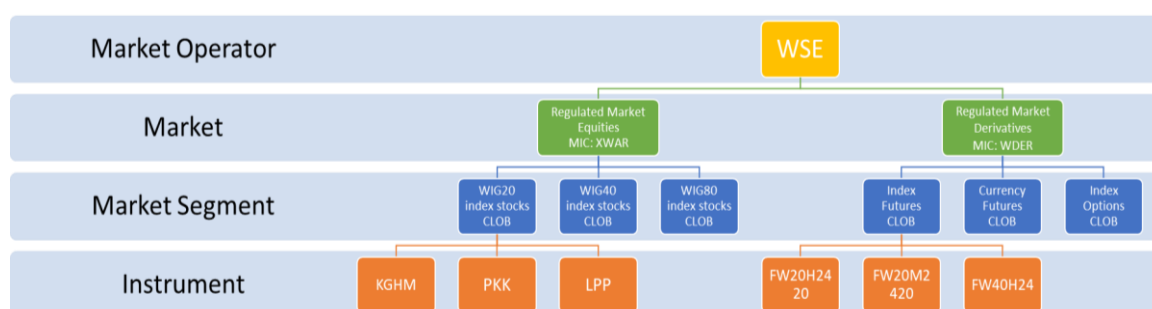 Market Operator
WSE
Market
Regulated Market
Equities
MIC: XWAR
Regulated Market
Derivatives
MIC: WDER
Market Segment
WIG20
index stocks
CLOB
WIG40
index stocks
CLOB
WIG80
index stocks
CLOB
Index
Futures
CLOB
Currency
Futures
CLOB
Index
Options
CLOB
Instrument
KGHM
PKK
LPP
FW20H24
20
FW20M2
420
FW40H24